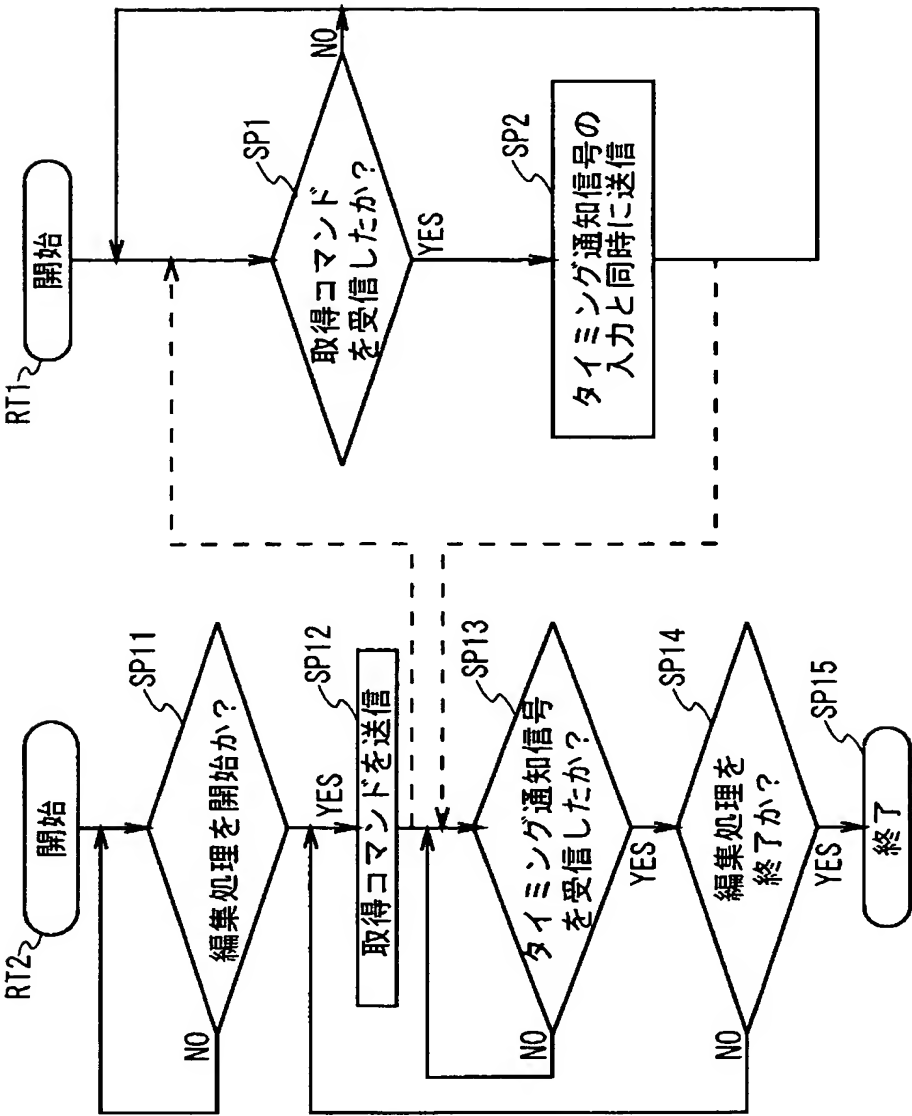 RT2
開始
SP11
編集処理を開始か?
NO
YES
SP12
取得コマンドを送信
SP13
タイミング通知信号
を受信したか?
NO
YES
SP14
編集処理を
終了か?
NO
YES
SP15
終了
RT1
開始
SP1
取得コマンド
を受信したか?
NO
YES
SP2
タイミング通知信号の
入力と同時に送信